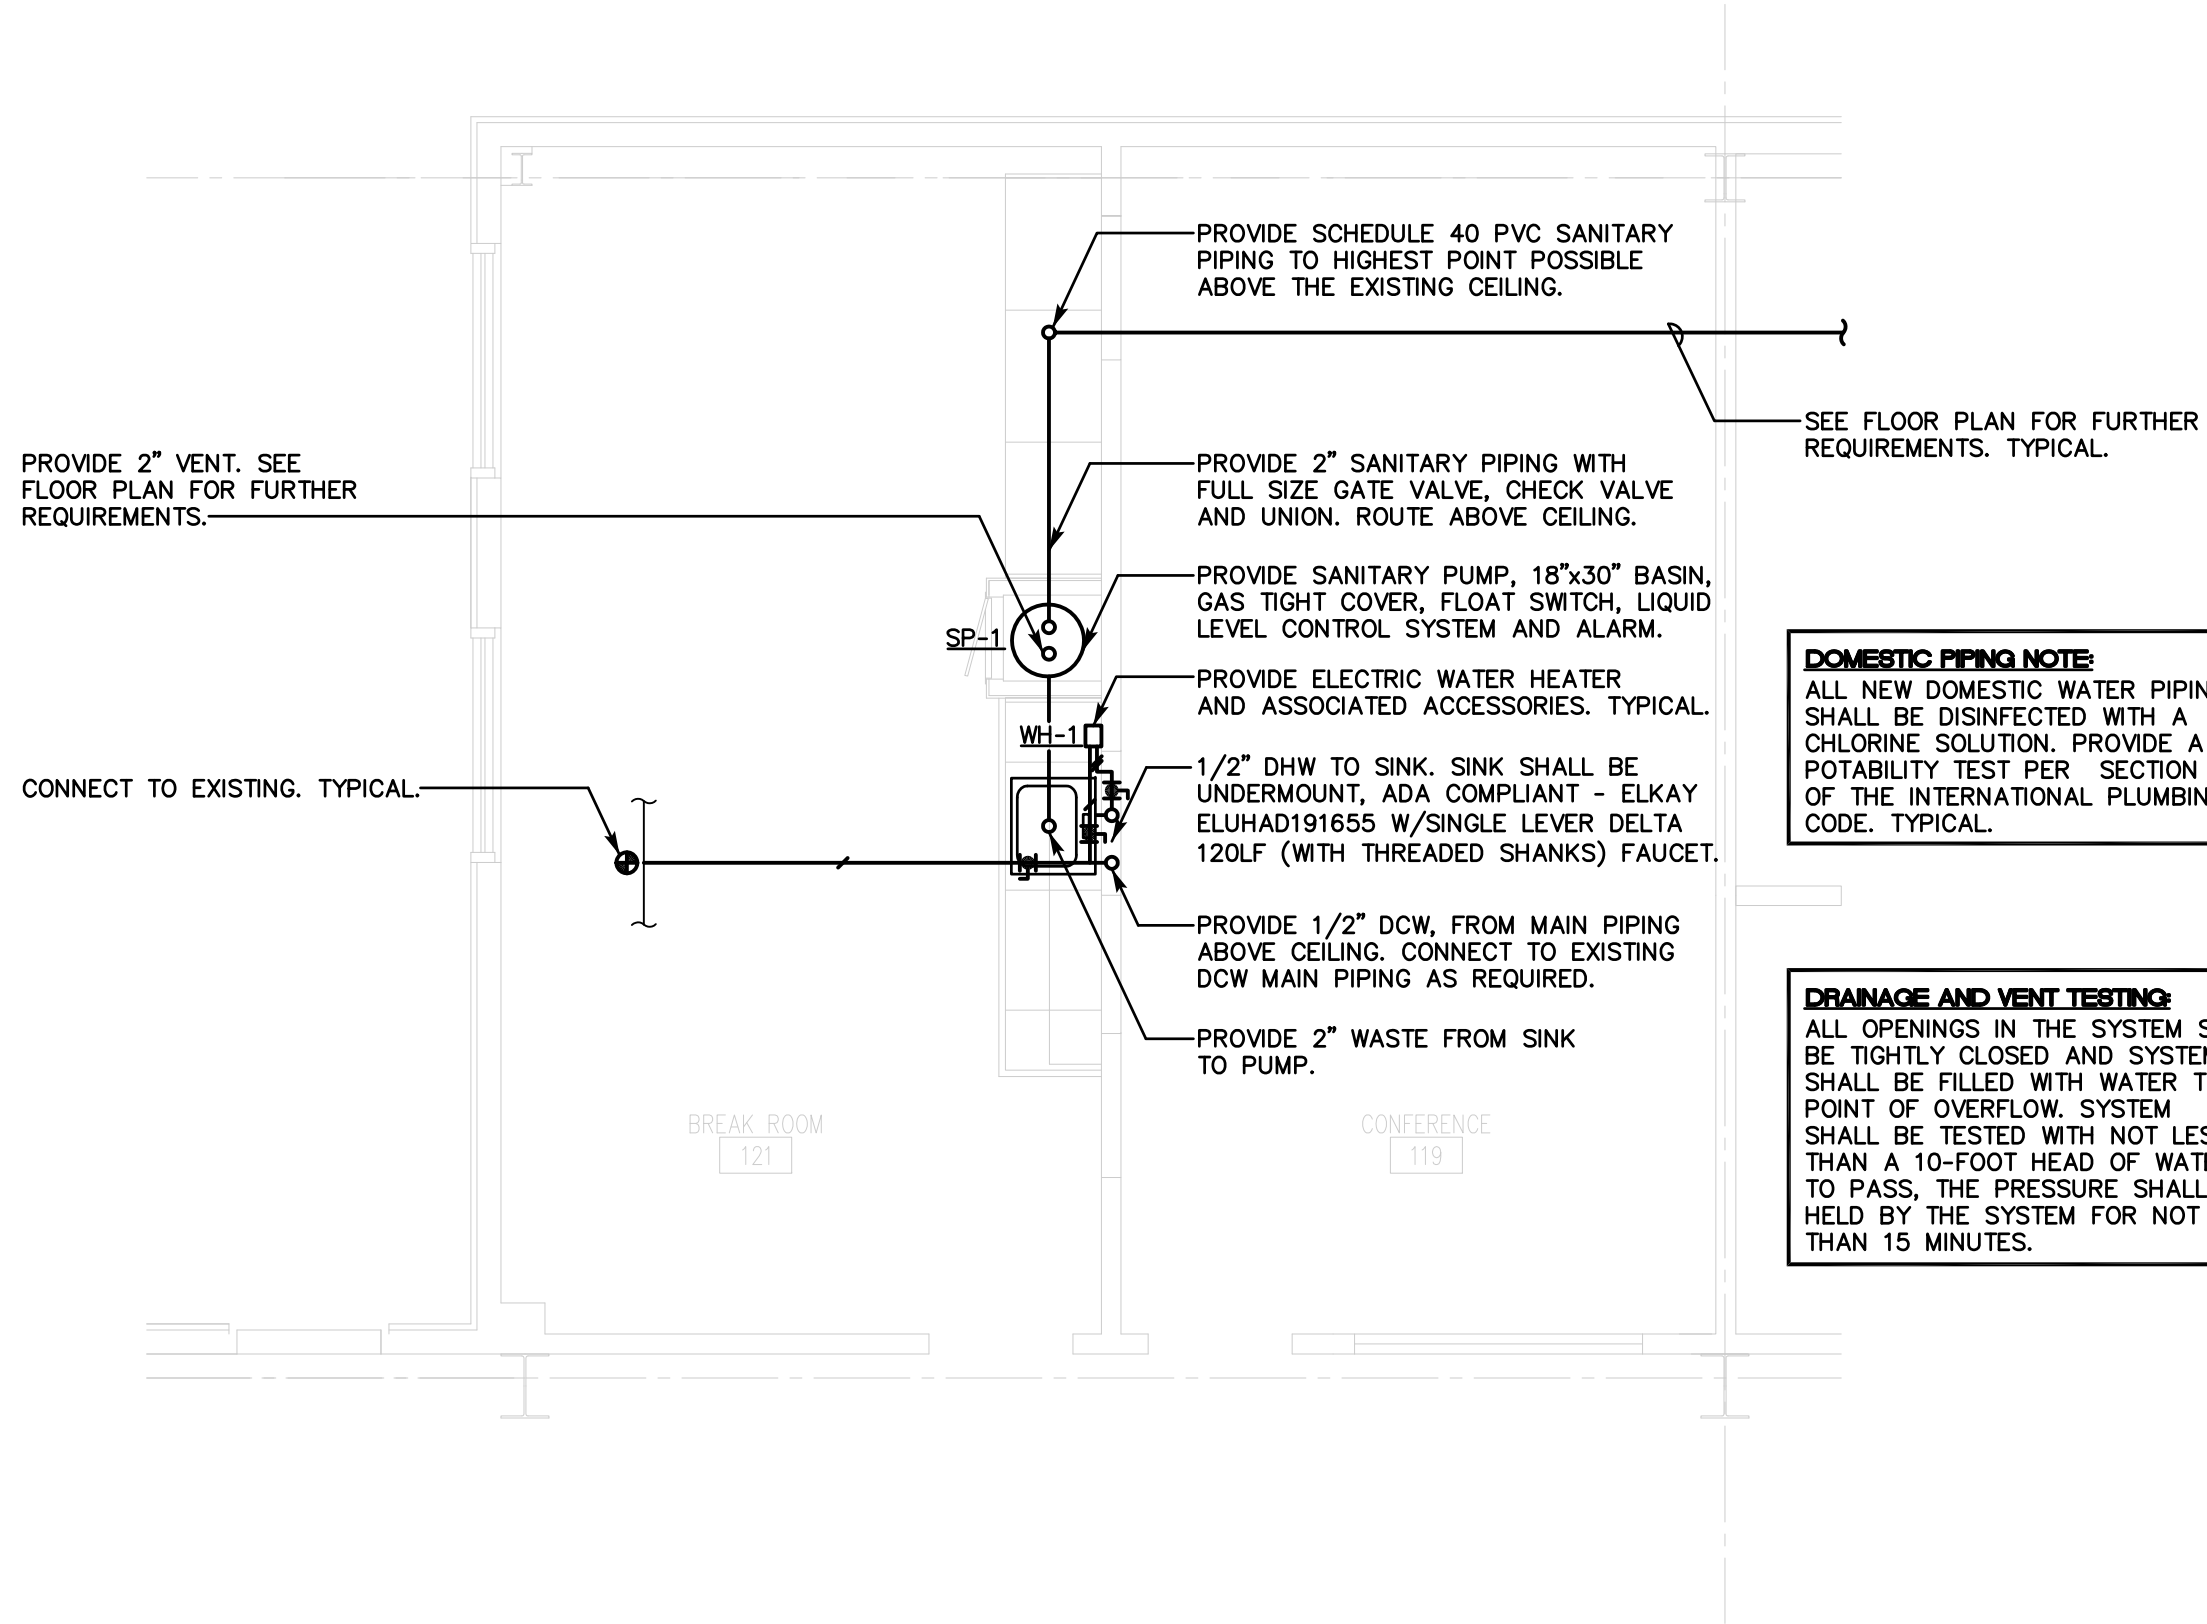 PROVIDE SCHEDULE 40 PVC SANITARY
PIPING TO HIGHEST POINT POSSIBLE
ABOVE THE EXISTING CEILING.
SEE FLOOR PLAN FOR FURTHER
REQUIREMENTS. TYPICAL.
PROVIDE 2" VENT. SEE
FLOOR PLAN FOR FURTHER
REQUIREMENTS.
PROVIDE 2" SANITARY PIPING WITH
FULL SIZE GATE VALVE, CHECK VALVE
AND UNION. ROUTE ABOVE CEILING.
PROVIDE SANITARY PUMP, 18"x30" BASIN,
GAS TIGHT COVER, FLOAT SWITCH, LIQUID
LEVEL CONTROL SYSTEM AND ALARM.
SP-1
PROVIDE ELECTRIC WATER HEATER
AND ASSOCIATED ACCESSORIES. TYPICAL.
WH-1
CONNECT TO EXISTING. TYPICAL.
1/2" DHW TO SINK. SINK SHALL BE
UNDERMOUNT, ADA COMPLIANT - ELKAY
ELUHAD191655 W/SINGLE LEVER DELTA
120LF (WITH THREADED SHANKS) FAUCET.
PROVIDE 1/2" DCW, FROM MAIN PIPING
ABOVE CEILING. CONNECT TO EXISTING
DCW MAIN PIPING AS REQUIRED.
PROVIDE 2" WASTE FROM SINK
TO PUMP.
DOMESTIC PIPING NOTE:
ALL NEW DOMESTIC WATER
SHALL BE DISINFECTED WITH A
CHLORINE SOLUTION. PROVIDE A
POTABILITY TEST PER SECTION
OF THE INTERNATIONAL
CODE. TYPICAL.
DRAINAGE AND VENT TESTING:
ALL OPENINGS IN THE SYSTEM
BE TIGHTLY CLOSED AND
SHALL BE FILLED WITH WATER
POINT OF OVERFLOW. SYSTEM
SHALL BE TESTED WITH NOT
THAN A 10-FOOT HEAD OF
TO PASS, THE PRESSURE SHALL
HELD BY THE SYSTEM FOR NOT
THAN 15 MINUTES.
BREAK ROOM
121
CONFERENCE
119